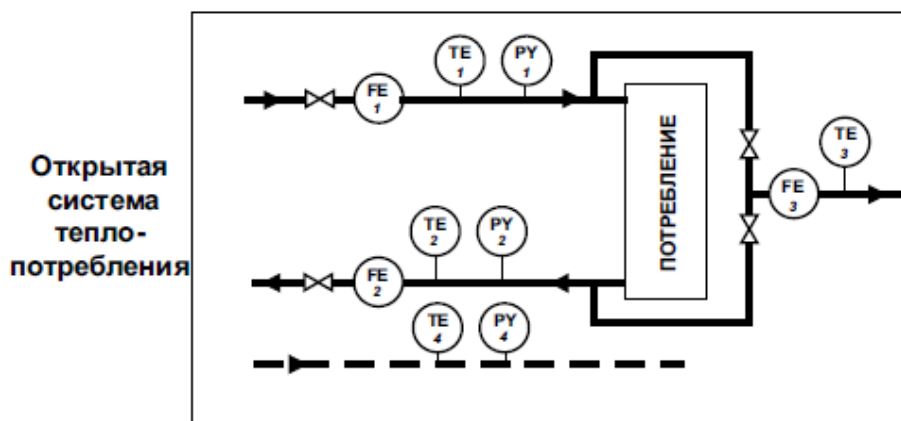 TE
1
PY
1
FE
1
Открытая
система
тепло-
потребления
ПОТРЕБЛЕНИЕ
TE
3
FE
3
TE
2
PY
2
FE
2
TE
4
PY
4